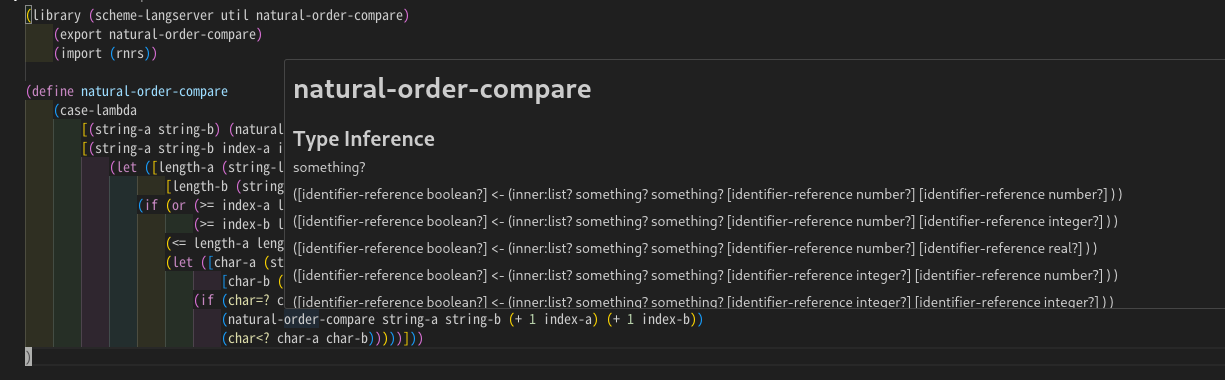 (library (scheme-langserver util natural-order-compare)
(export natural-order-compare)
(import (rnrs))
(define natural-order-compare
(case-lambda
[(string-a string-b) (natural
[(string-a string-b index-a i
(let ([length-a (string-l
[length-b (string
(if (or (>= index-a l
(>= index-b l
(<= length-a leng
(let ([char-a (st
[char-b (
(if (char=? c
(natural-order-compare string-a string-b (+ 1 index-a) (+ 1 index-b))
(char<? char-a char-b)))))]))
)
natural-order-compare
Type Inference
something?
([identifier-reference boolean?] <- (inner:list? something? something? [identifier-reference number?] [identifier-reference number?] ) )
([identifier-reference boolean?] <- (inner:list? something? something? [identifier-reference number?] [identifier-reference integer?] ) )
([identifier-reference boolean?] <- (inner:list? something? something? [identifier-reference number?] [identifier-reference real?] ) )
([identifier-reference boolean?] <- (inner:list? something? something? [identifier-reference integer?] [identifier-reference number?] ) )
([identifier-reference boolean?] <- (inner:list? something? something? [identifier-reference integer?] [identifier-reference integer?] ) )